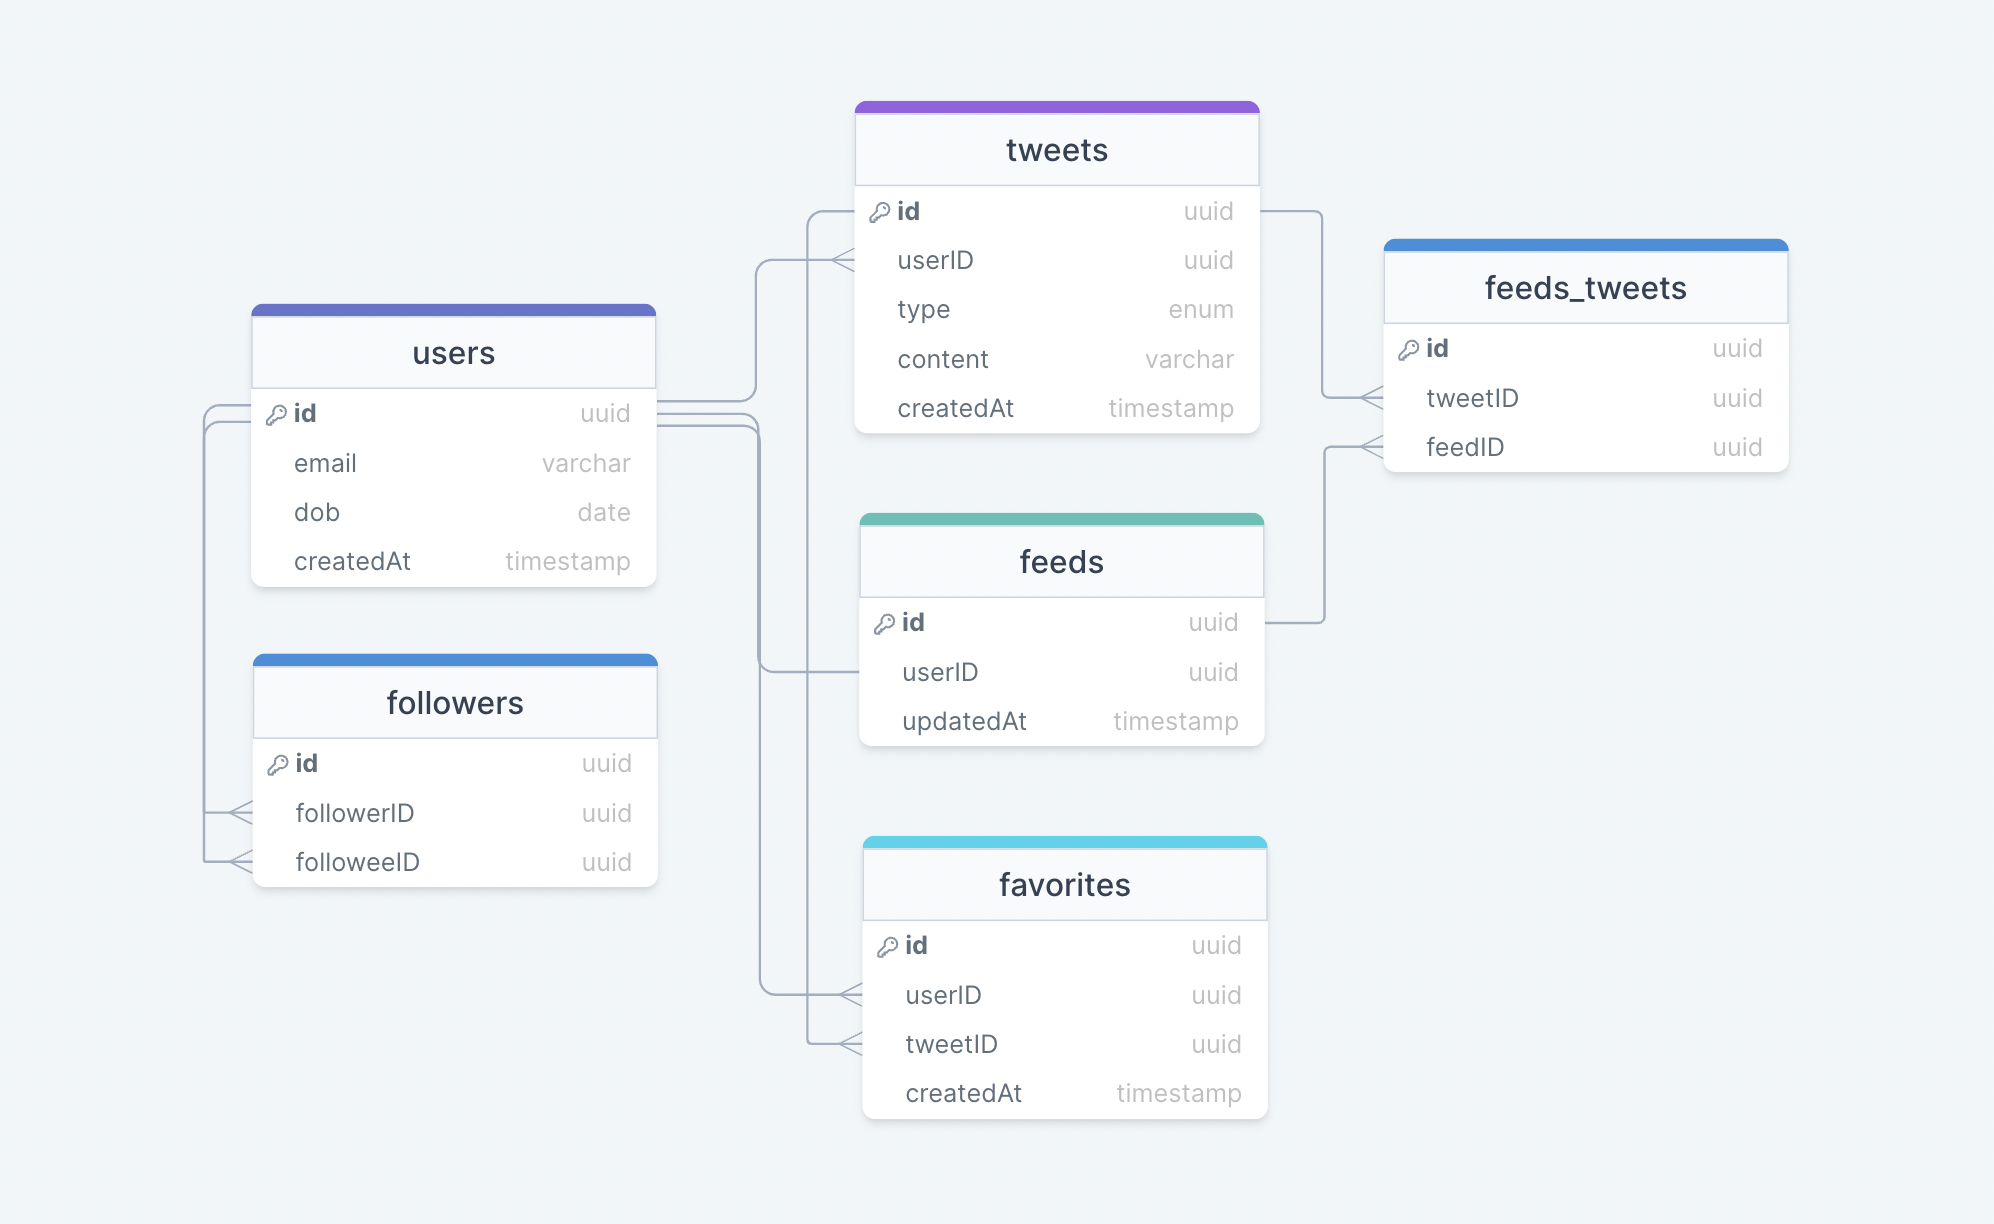 tweets
id uuid
userID uuid
type enum
content varchar
createdAt timestamp
feeds_tweets
id uuid
tweetID uuid
feedID uuid
users
id uuid
email varchar
dob date
createdAt timestamp
feeds
id uuid
userID uuid
updatedAt timestamp
followers
id uuid
followerID uuid
followeeID uuid
favorites
id uuid
userID uuid
tweetID uuid
createdAt timestamp